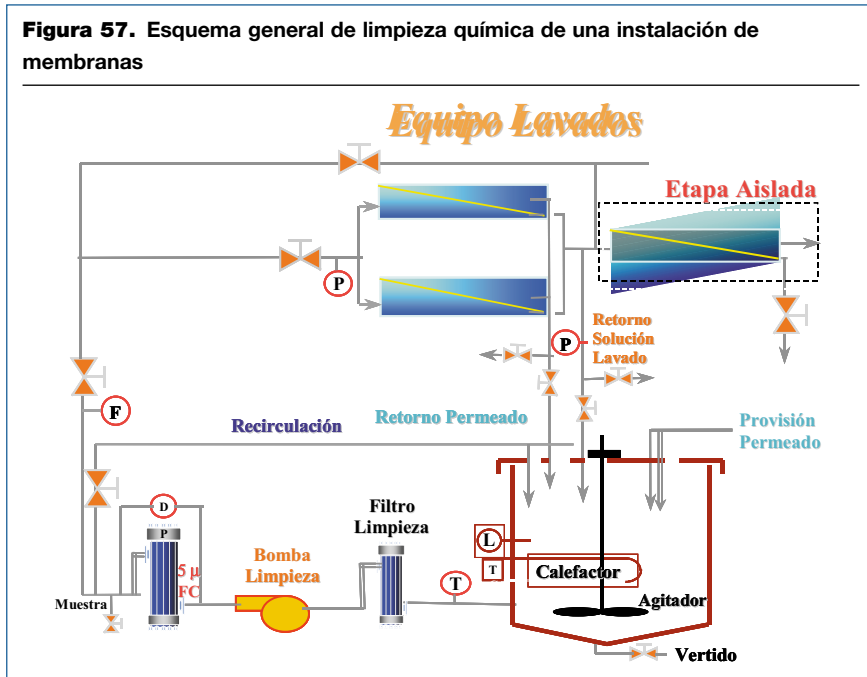 Figura 57. Esquema general de limpieza química de una instalación de
membranas
Equipo Lavados
Etapa Aislada
P
P
Retorno
Solución
Lavado
F
Recirculación
Retorno Permeado
Provisión
Permeado
D
P
5 µ
FC
Filtro
Limpieza
Bomba
Limpieza
Muestra
T
L
T
Calefactor
Agitador
Vertido